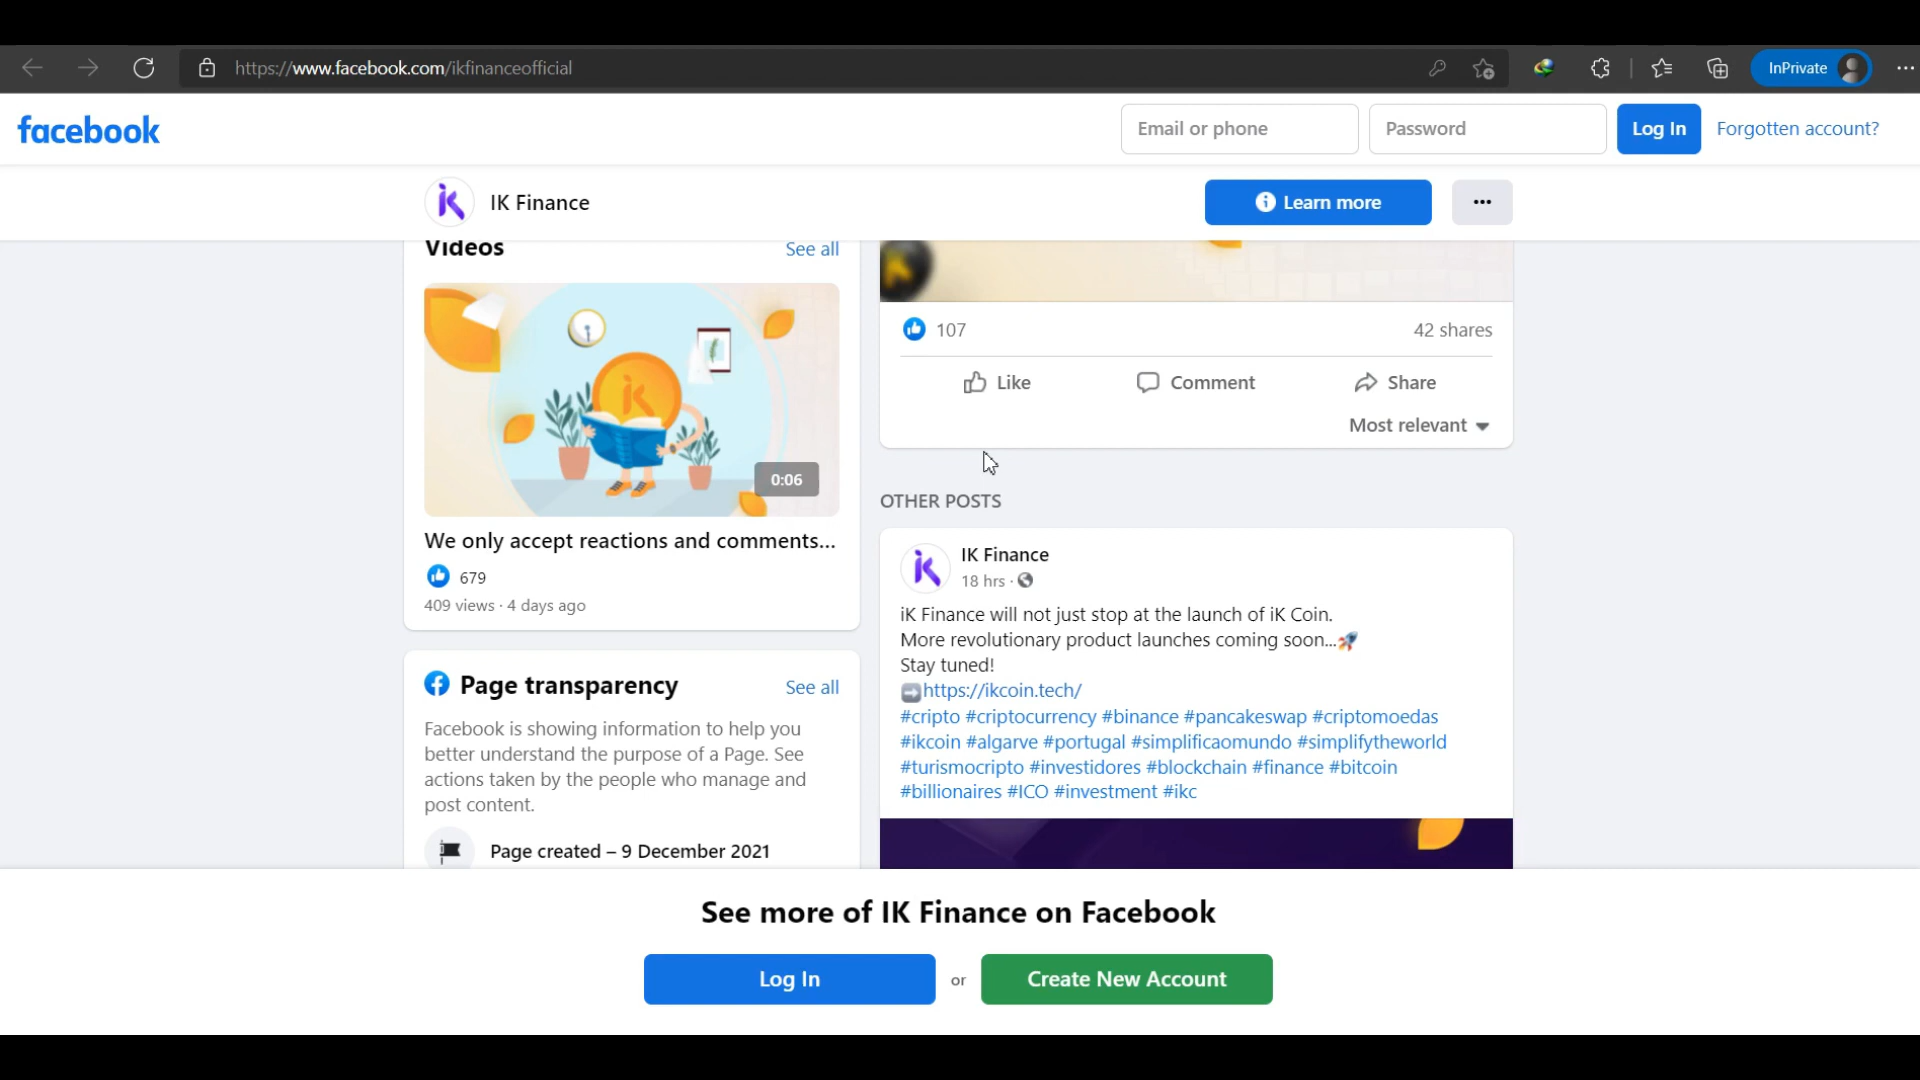 https://www.facebook.com/ikfinanceofficial
InPrivate
facebook
Email or phone
Password
Log In
Forgotten account?
IK Finance
Learn more
Videos
See all
0:06
We only accept reactions and comments...
679
409 views · 4 days ago
Page transparency
See all
Facebook is showing information to help you
better understand the purpose of a Page. See
actions taken by the people who manage and
post content.
Page created – 9 December 2021
107
42 shares
Like
Comment
Share
Most relevant
OTHER POSTS
IK Finance
18 hrs ·
iK Finance will not just stop at the launch of iK Coin.
More revolutionary product launches coming soon...🚀
Stay tuned!
➡️https://ikcoin.tech/
#cripto #criptocurrency #binance #pancakeswap #criptomoedas
#ikcoin #algarve #portugal #simplificaomundo #simplifytheworld
#turismocripto #investidores #blockchain #finance #bitcoin
#billionaires #ICO #investment #ikc
See more of IK Finance on Facebook
Log In
or
Create New Account